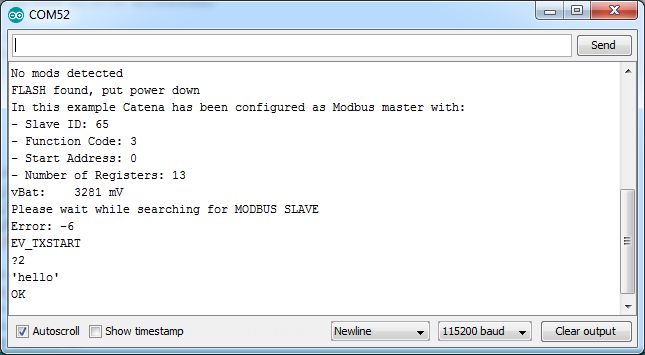 COM52
Send
No mods detected
FLASH found, put power down
In this example Catena has been configured as Modbus master with:
- Slave ID: 65
- Function Code: 3
- Start Address: 0
- Number of Registers: 13
vBat:    3281 mV
Please wait while searching for MODBUS SLAVE
Error: -6
EV_TXSTART
?2
'hello'
OK
Autoscroll
Show timestamp
Newline
115200 baud
Clear output